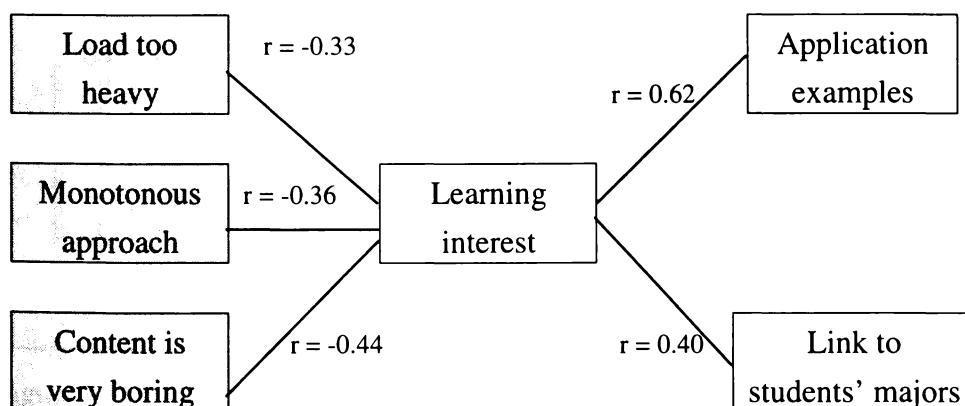 Load too
heavy
r = -0.33
Application
examples
r = 0.62
Monotonous
approach
r = -0.36
Learning
interest
Content is
very boring
r = -0.44
r = 0.40
Link to
students’ majors